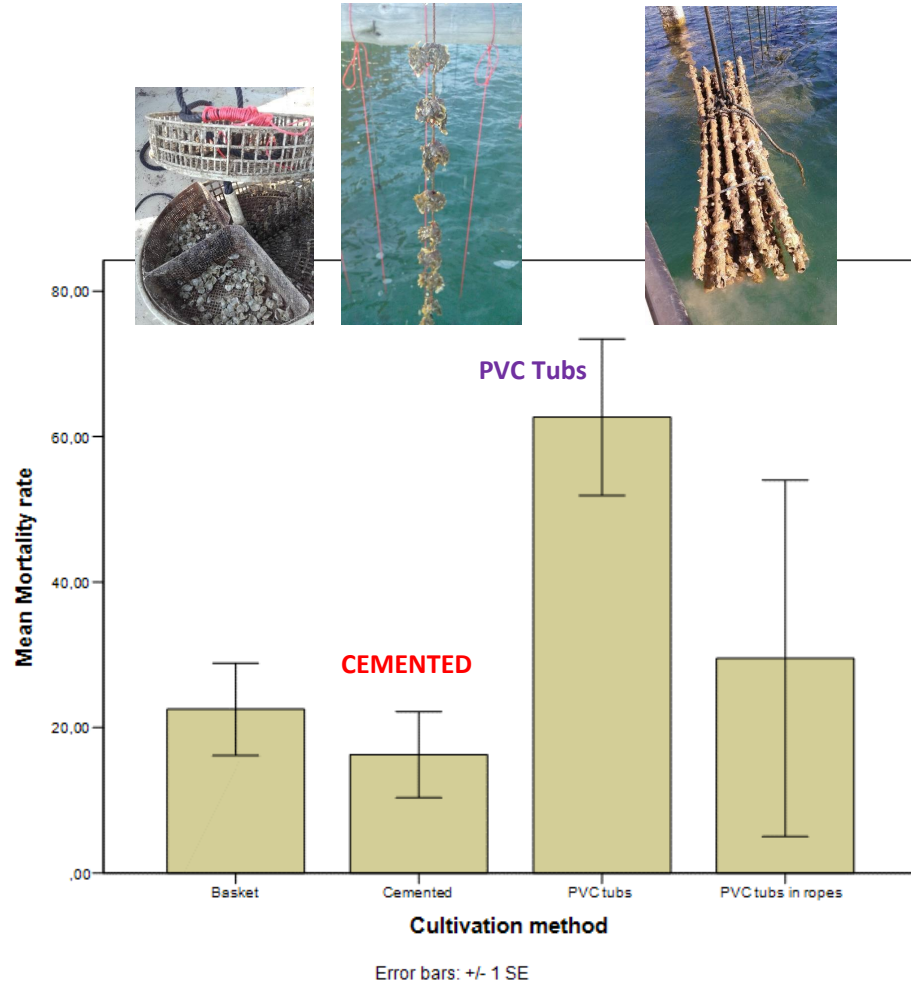 80,00
PVC Tubs
60,00
Mean Mortality rate
40,00
CEMENTED
20,00
,00
Basket Cemented PVC tubs PVC tubs in ropes
Cultivation method
Error bars: +/- 1 SE